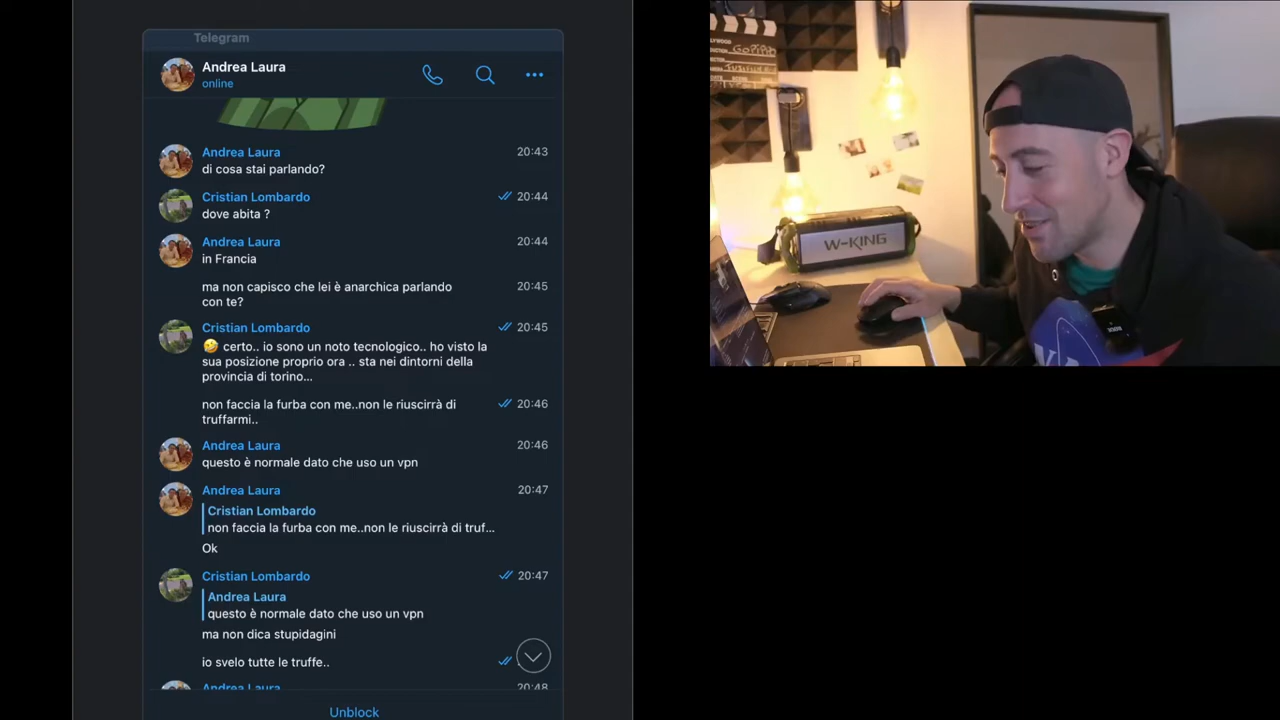 Telegram
Andrea Laura
online
Andrea Laura 20:43
di cosa stai parlando?
Cristian Lombardo 20:44
dove abita ?
Andrea Laura 20:44
in Francia
ma non capisco che lei è anarchica parlando 20:45
con te?
Cristian Lombardo 20:45
🤣 certo.. io sono un noto tecnologico.. ho visto la
sua posizione proprio ora .. sta nei dintorni della
provincia di torino...
non faccia la furba con me..non le riuscirrà di 20:46
truffarmi..
Andrea Laura 20:46
questo è normale dato che uso un vpn
Andrea Laura 20:47
Cristian Lombardo
non faccia la furba con me..non le riuscirrà di truf...
Ok
Cristian Lombardo 20:47
Andrea Laura
questo è normale dato che uso un vpn
ma non dica stupidagini
io svelo tutte le truffe..
Andrea Laura 20:48
Unblock
W-KING